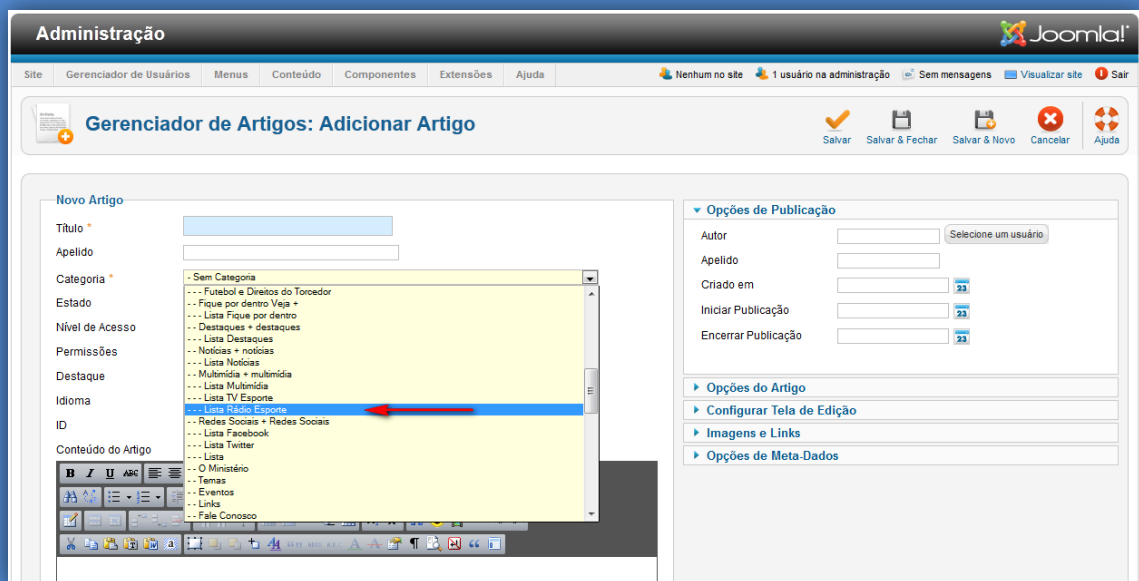 Administração
Joomla!
Site Gerenciador de Usuários Menus Conteúdo Componentes Extensões Ajuda Nenhum no site 1 usuário na administração Sem mensagens Visualizar site Sair
Gerenciador de Artigos: Adicionar Artigo
Salvar Salvar & Fechar Salvar & Novo Cancelar Ajuda
Novo Artigo
Título *
Apelido
Categoria * - Sem Categoria
Estado
Nível de Acesso
Permissões
Destaque
Idioma
ID
Conteúdo do Artigo
- - - Futebol e Direitos do Torcedor
- - Fique por dentro Veja +
- - - Lista Fique por dentro
- - Destaques + destaques
- - - Lista Destaques
- - Notícias + notícias
- - - Lista Notícias
- - Multimídia + multimídia
- - - Lista Multimídia
- - - Lista TV Esporte
- - - Lista Rádio Esporte
- - Redes Sociais + Redes Sociais
- - - Lista Facebook
- - - Lista Twitter
- - - Lista
- - O Ministério
- - Temas
- - Eventos
- - Links
- - Fale Conosco
B I U ABC
Opções de Publicação
Autor Selecione um usuário
Apelido
Criado em 23
Iniciar Publicação 23
Encerrar Publicação 23
Opções do Artigo
Configurar Tela de Edição
Imagens e Links
Opções de Meta-Dados